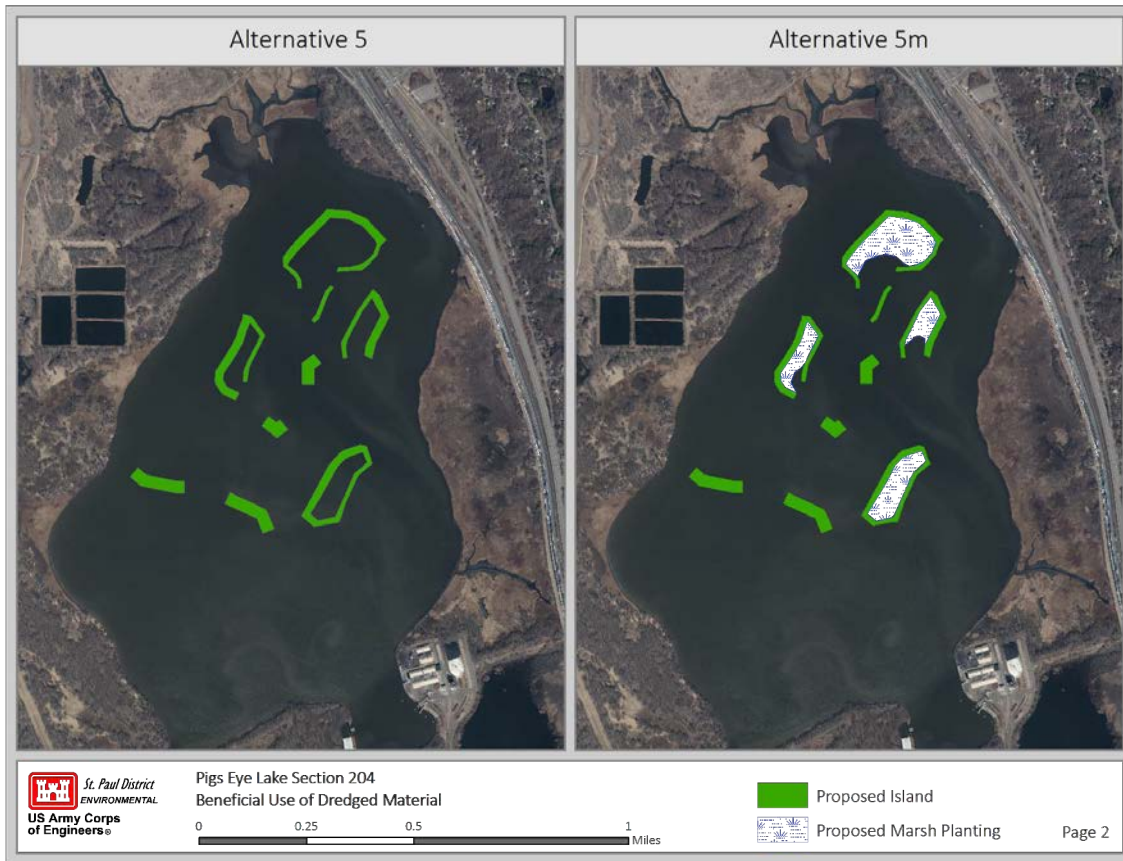 Alternative 5
Alternative 5m
St. Paul District
ENVIRONMENTAL
US Army Corps
of Engineers®
Pigs Eye Lake Section 204
Beneficial Use of Dredged Material
0 0.25 0.5 1
Miles
Proposed Island
Proposed Marsh Planting
Page 2